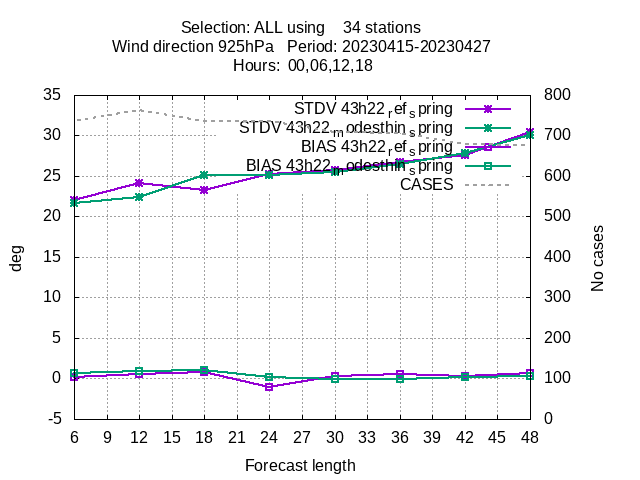 Selection: ALL using    34 stations
Wind direction 925hPa   Period: 20230415-20230427
Hours:  00,06,12,18
35
30
25
20
15
10
5
0
-5
800
700
600
500
400
300
200
100
0
STDV 43h22_ref_spring
STDV 43h22_modesthin_spring
BIAS 43h22_ref_spring
BIAS 43h22_modesthin_spring
CASES
deg
No cases
6 9 12 15 18 21 24 27 30 33 36 39 42 45 48
Forecast length